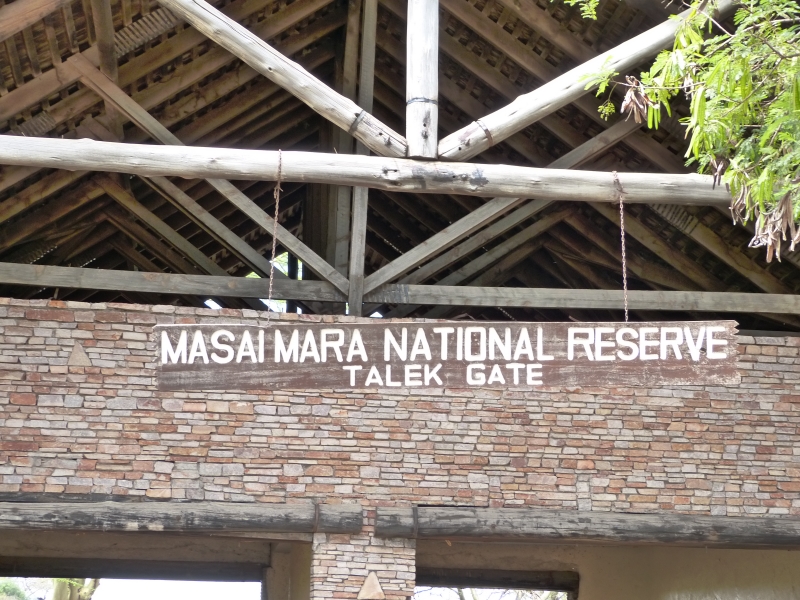 MASAI MARA NATIONAL RESERVE
TALEK GATE